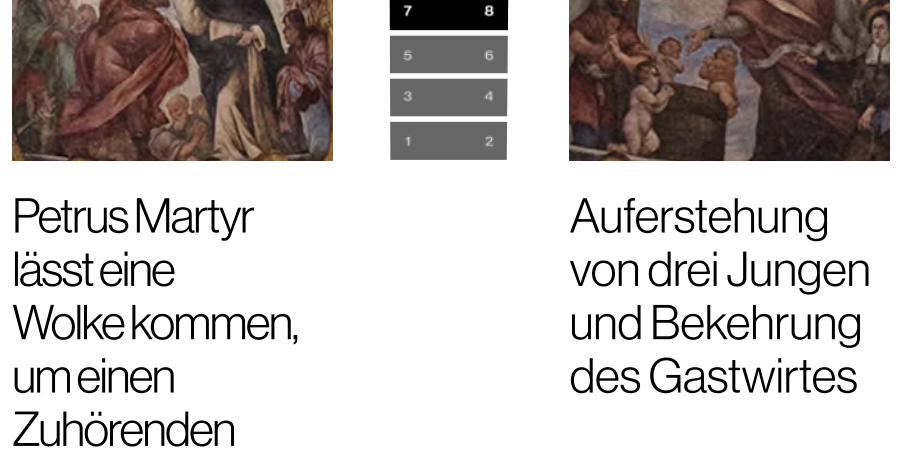 7 8
5 6
3 4
1 2
Petrus Martyr
lässt eine
Wolke kommen,
um einen
Zuhörenden
Auferstehung
von drei Jungen
und Bekehrung
des Gastwirtes